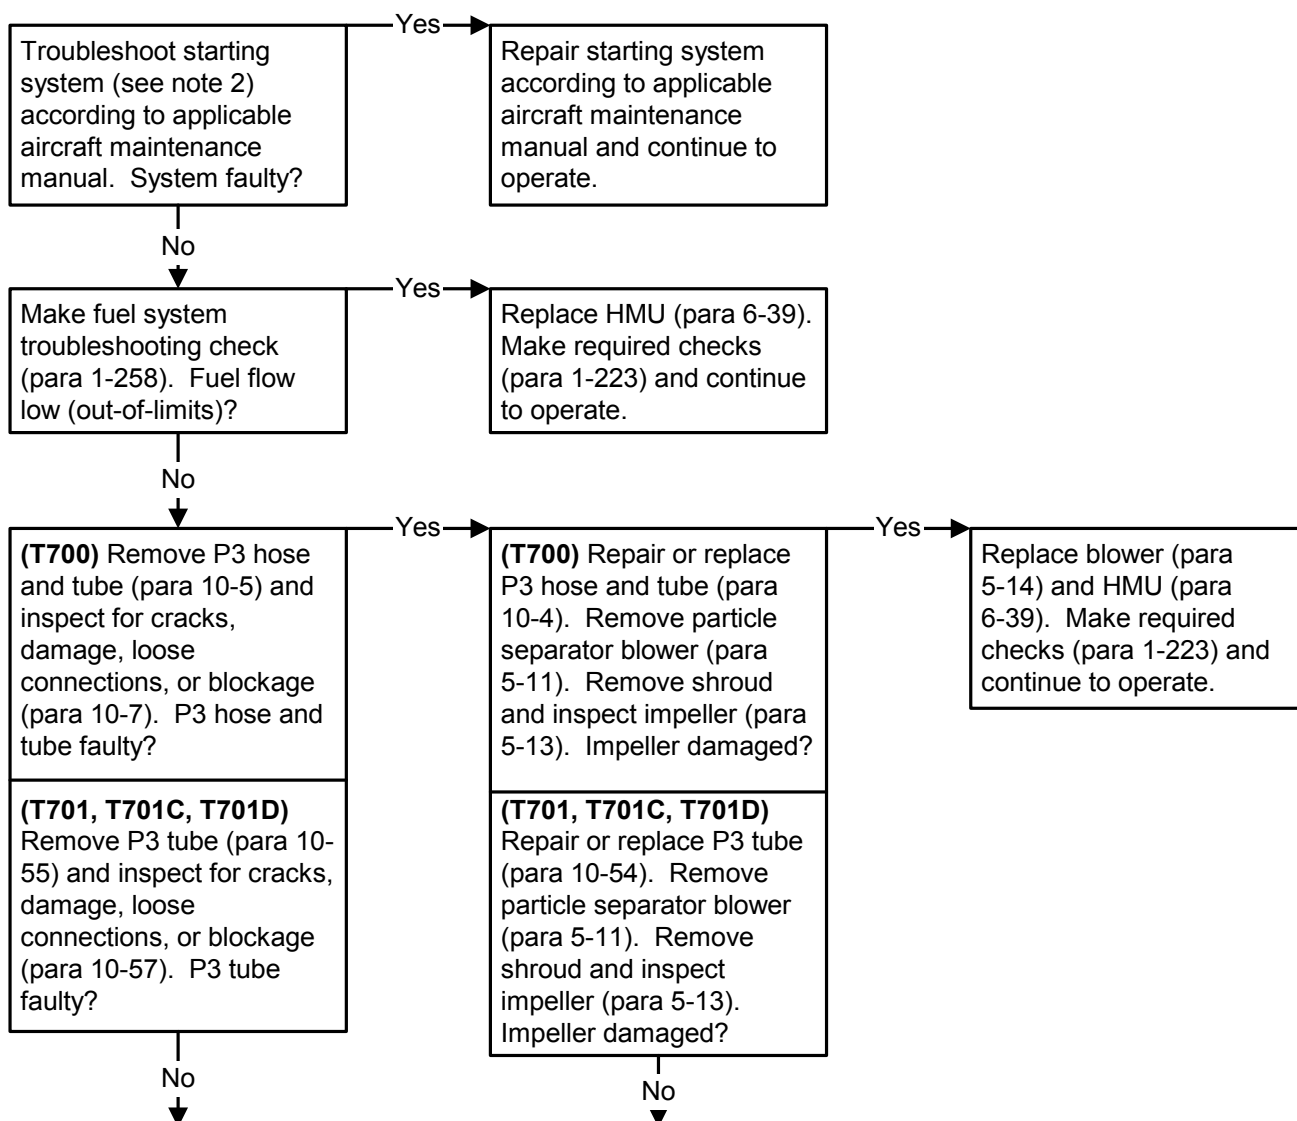 Yes
Troubleshoot starting
system (see note 2)
according to applicable
aircraft maintenance
manual.  System faulty?
Repair starting system
according to applicable
aircraft maintenance
manual and continue to
operate.
No
Yes
Make fuel system
troubleshooting check
(para 1-258).  Fuel flow
low (out-of-limits)?
Replace HMU (para 6-39).
Make required checks
(para 1-223) and continue
to operate.
No
Yes
Yes
(T700) Remove P3 hose
and tube (para 10-5) and
inspect for cracks,
damage, loose
connections, or blockage
(para 10-7).  P3 hose and
tube faulty?
(T700) Repair or replace
P3 hose and tube (para
10-4).  Remove particle
separator blower (para
5-11).  Remove shroud
and inspect impeller (para
5-13).  Impeller damaged?
Replace blower (para
5-14) and HMU (para
6-39).  Make required
checks (para 1-223) and
continue to operate.
(T701, T701C, T701D)
Remove P3 tube (para 10-
55) and inspect for cracks,
damage, loose
connections, or blockage
(para 10-57).  P3 tube
faulty?
(T701, T701C, T701D)
Repair or replace P3 tube
(para 10-54).  Remove
particle separator blower
(para 5-11).  Remove
shroud and inspect
impeller (para 5-13).
Impeller damaged?
No
No